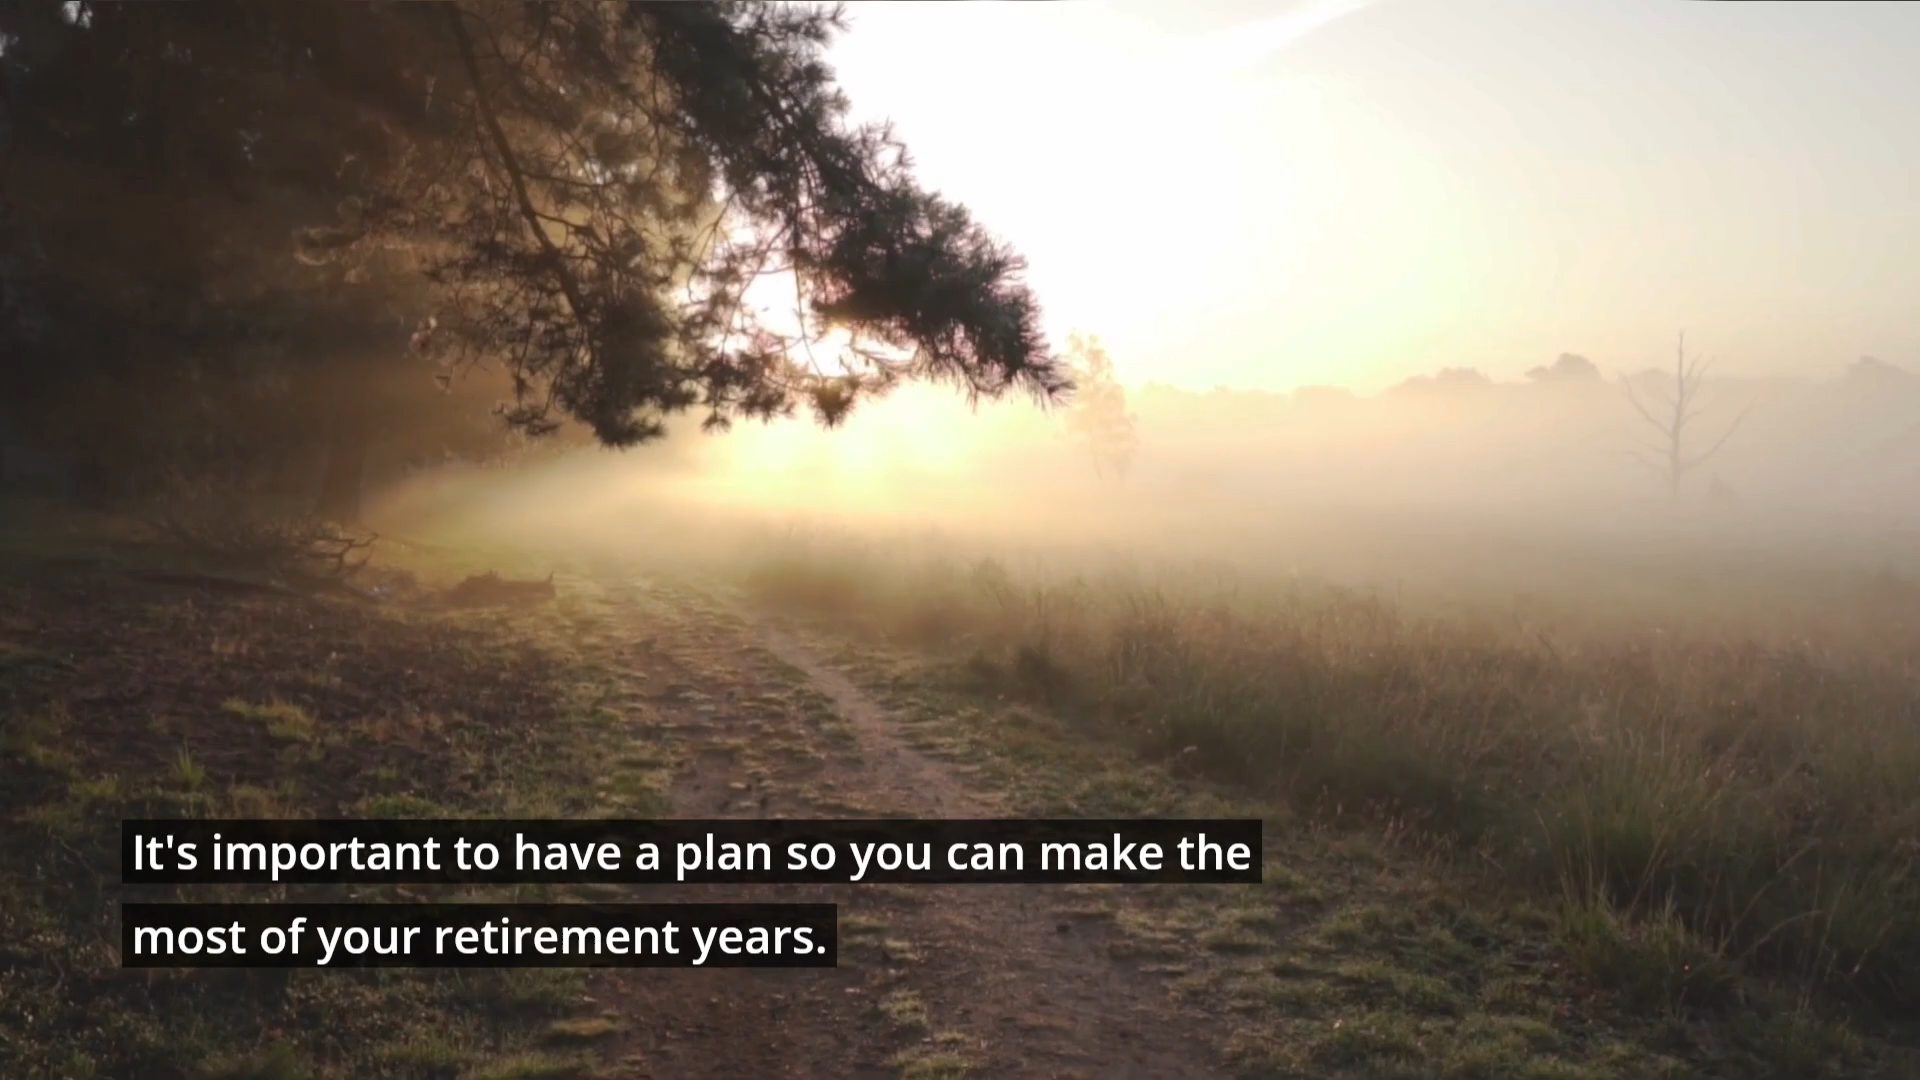 It's important to have a plan so you can make the
most of your retirement years.